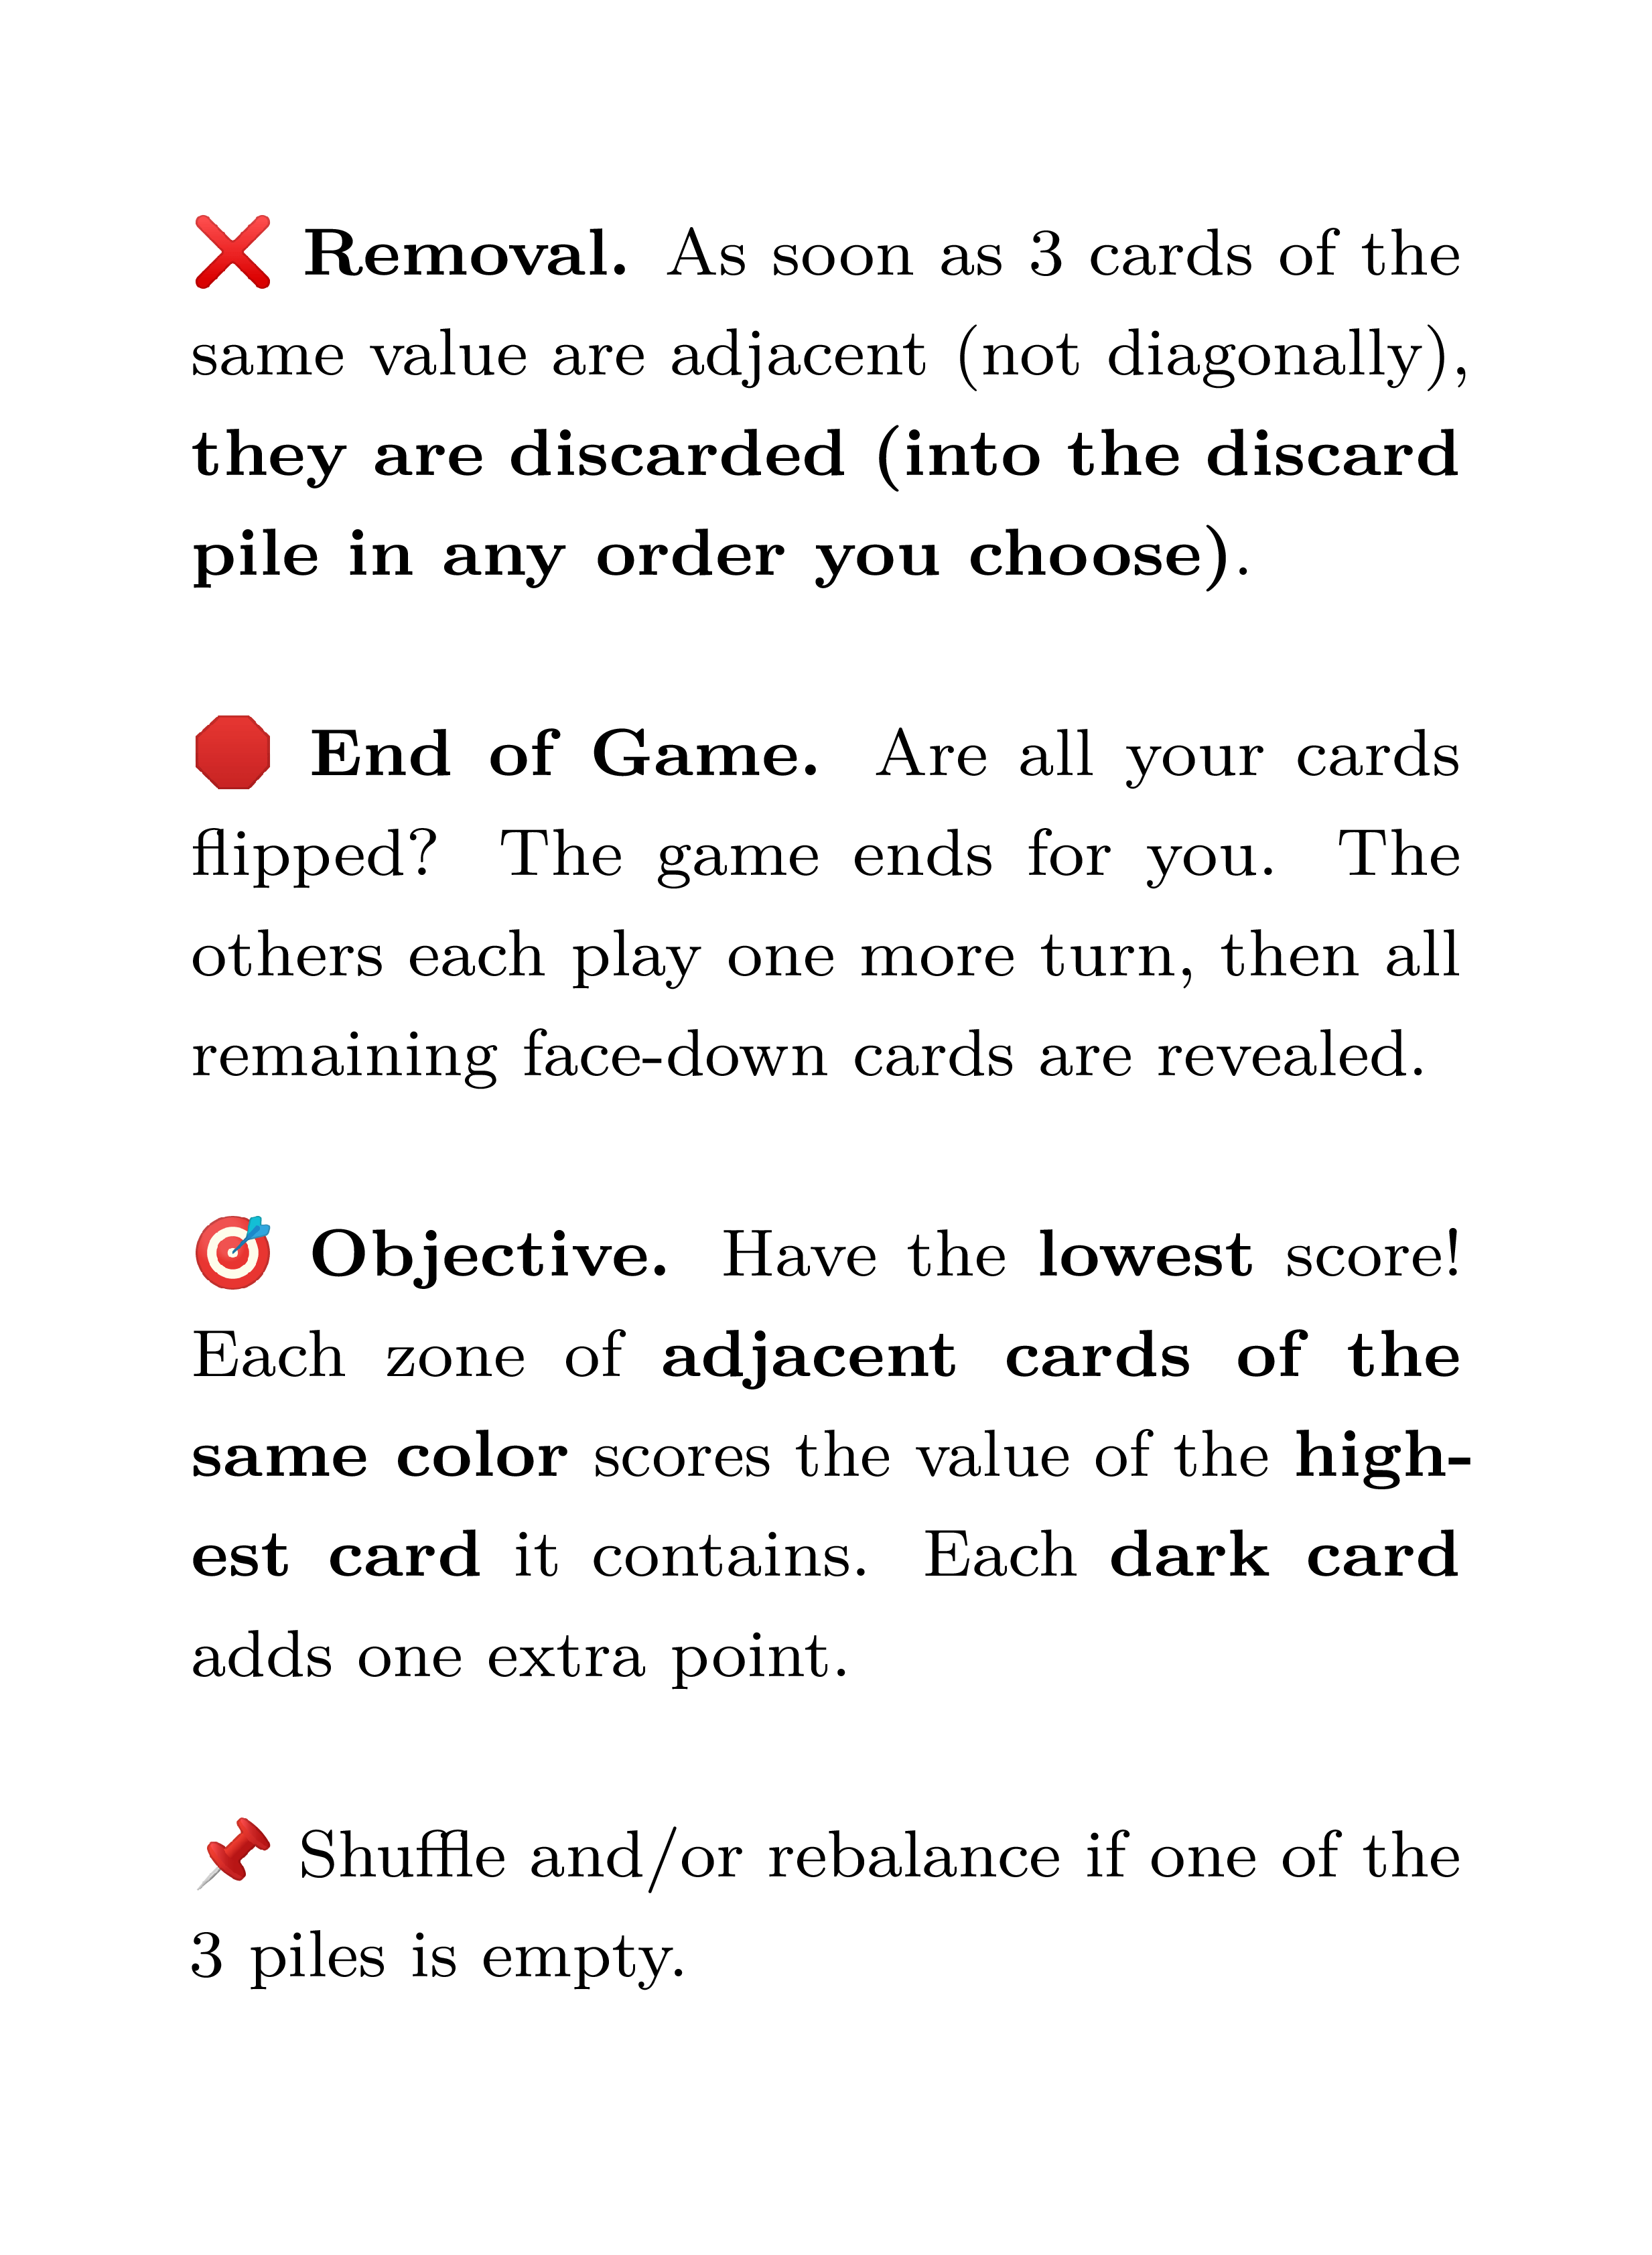 ❌ Removal. As soon as 3 cards of the
same value are adjacent (not diagonally),
they are discarded (into the discard
pile in any order you choose).
🛑 End of Game. Are all your cards
flipped? The game ends for you. The
others each play one more turn, then all
remaining face-down cards are revealed.
🎯 Objective. Have the lowest score!
Each zone of adjacent cards of the
same color scores the value of the high-
est card it contains. Each dark card
adds one extra point.
📌 Shuffle and/or rebalance if one of the
3 piles is empty.